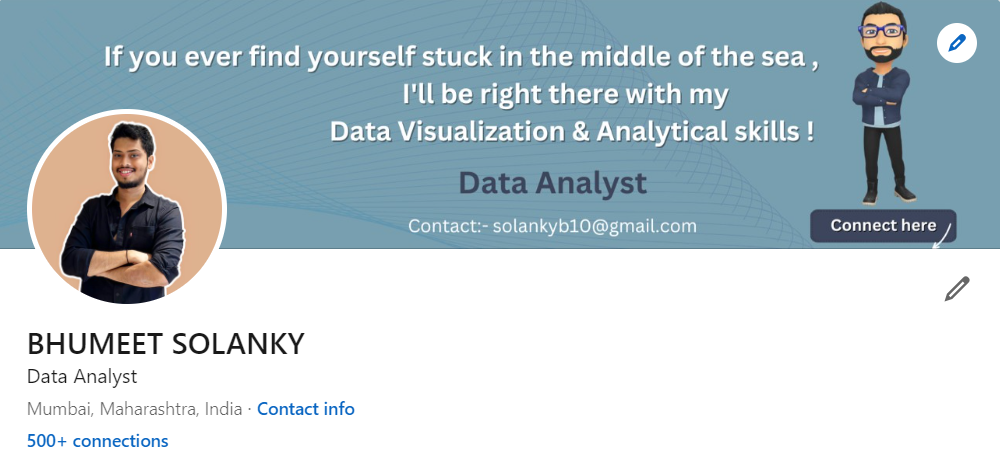 If you ever find yourself stuck in the middle of the sea ,
I'll be right there with my
Data Visualization & Analytical skills !
Data Analyst
Contact:- solankyb10@gmail.com
Connect here
BHUMEET SOLANKY
Data Analyst
Mumbai, Maharashtra, India · Contact info
500+ connections